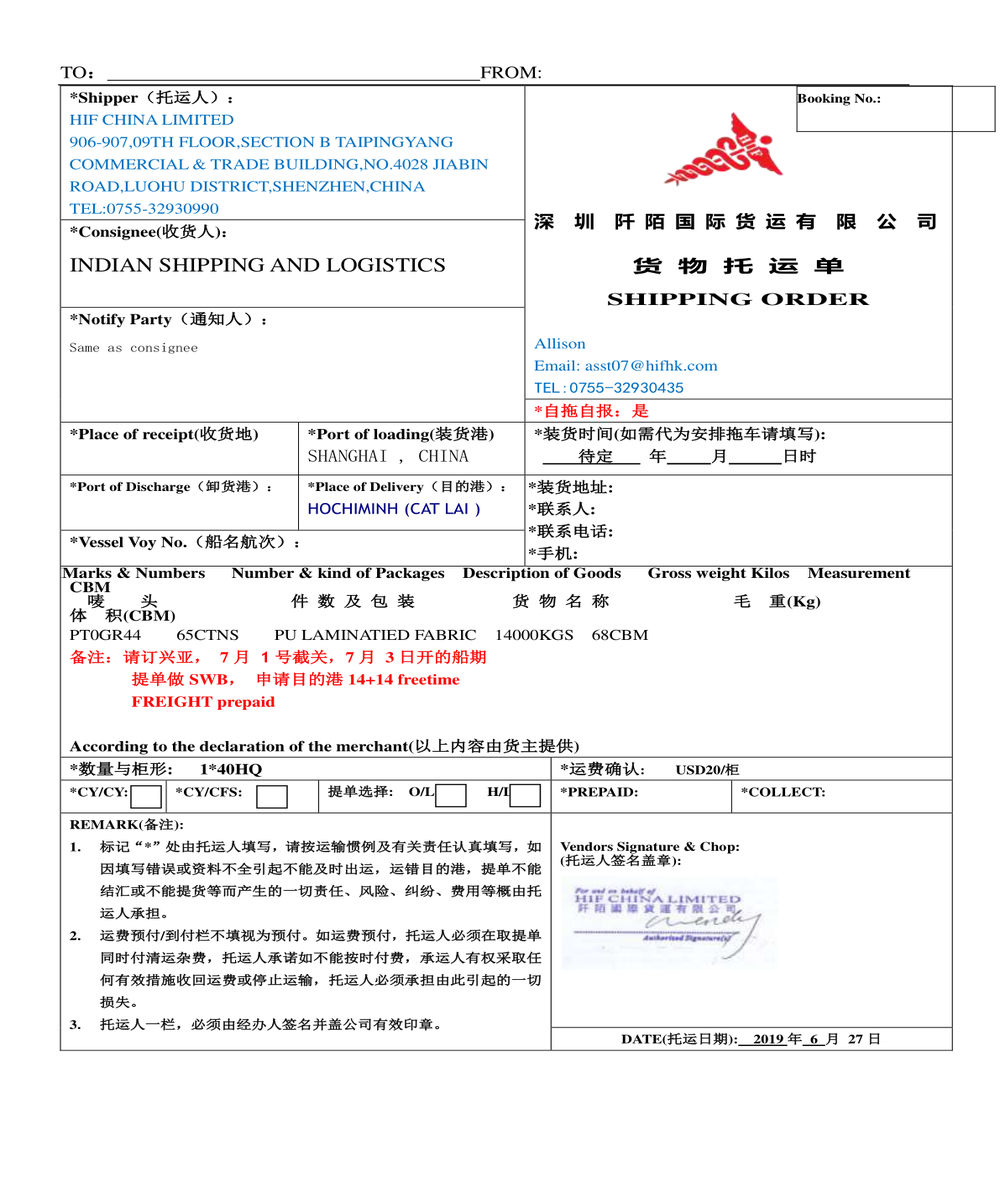 TO： FROM:
*Shipper（托运人）：
HIF CHINA LIMITED
906-907,09TH FLOOR,SECTION B TAIPINGYANG
COMMERCIAL & TRADE BUILDING,NO.4028 JIABIN
ROAD,LUOHU DISTRICT,SHENZHEN,CHINA
TEL:0755-32930990
Booking No.:
深 圳 阡陌国际货运有 限 公 司
货 物 托 运 单
SHIPPING ORDER
*Consignee(收货人):
INDIAN SHIPPING AND LOGISTICS
*Notify Party（通知人）：
Same as consignee
Allison
Email: asst07@hifhk.com
TEL:0755-32930435
*自拖自报：是
*Place of receipt(收货地)
*Port of loading(装货港)
SHANGHAI , CHINA
*装货时间(如需代为安排拖车请填写):
待定 年 月 日时
*Port of Discharge（卸货港）：
*Place of Delivery（目的港）：
HOCHIMINH (CAT LAI )
*装货地址:
*联系人:
*联系电话:
*手机:
*Vessel Voy No.（船名航次）：
Marks & Numbers Number & kind of Packages Description of Goods Gross weight Kilos Measurement
CBM
唛 头 件 数 及 包 装 货 物 名 称 毛 重(Kg)
体 积(CBM)
PT0GR44 65CTNS PU LAMINATIED FABRIC 14000KGS 68CBM
备注：请订兴亚， 7 月 1 号截关，7 月 3 日开的船期
提单做 SWB， 申请目的港 14+14 freetime
FREIGHT prepaid
According to the declaration of the merchant(以上内容由货主提供)
*数量与柜形: 1*40HQ
*运费确认: USD20/柜
*CY/CY: *CY/CFS: 提单选择: O/L H/L
*PREPAID: *COLLECT:
REMARK(备注):
1. 标记“*”处由托运人填写，请按运输惯例及有关责任认真填写，如
因填写错误或资料不全引起不能及时出运，运错目的港，提单不能
结汇或不能提货等而产生的一切责任、风险、纠纷、费用等概由托
运人承担。
2. 运费预付/到付栏不填视为预付。如运费预付，托运人必须在取提单
同时付清运杂费，托运人承诺如不能按时付费，承运人有权采取任
何有效措施收回运费或停止运输，托运人必须承担由此引起的一切
损失。
3. 托运人一栏，必须由经办人签名并盖公司有效印章。
Vendors Signature & Chop:
(托运人签名盖章):
For and on behalf of
HIF CHINA LIMITED
阡陌國際貨運有限公司
Wendy
Authorized Signature(s)
DATE(托运日期): 2019 年 6 月 27 日